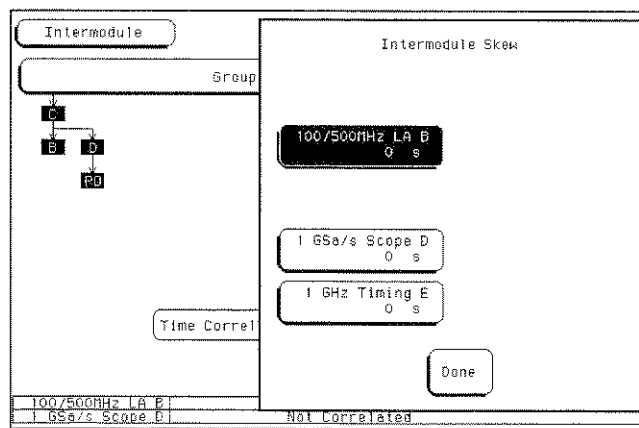 Intermodule
Group
C
B D
Intermodule Skew
100/500MHz LA B
0 s
1 GSa/s Scope D
0 s
1 GHz Timing E
0 s
Time Correl
Done
100/500MHz LA B
1 GSa/s Scope D Not Correlated